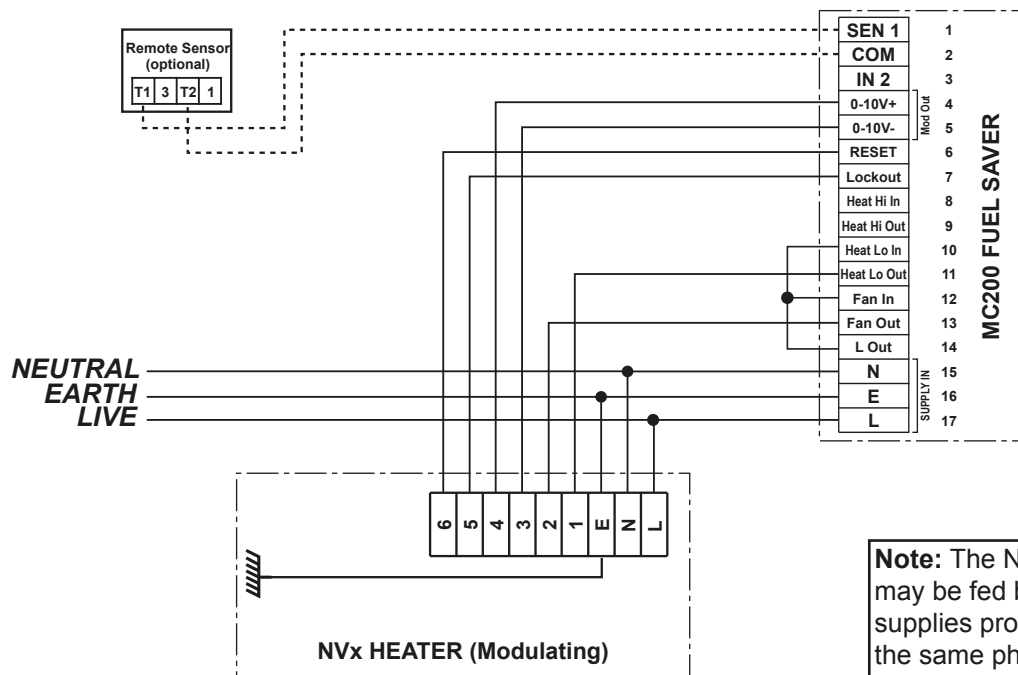 Remote Sensor
(optional)
T1 3 T2 1
SEN 1 1
COM 2
IN 2 3
0-10V+ 4
0-10V- 5
Mod Out
RESET 6
Lockout 7
Heat Hi In 8
Heat Hi Out 9
Heat Lo In 10
Heat Lo Out 11
Fan In 12
Fan Out 13
L Out 14
N 15
E 16
L 17
SUPPLY IN
MC200 FUEL SAVER
NEUTRAL
EARTH
LIVE
6 5 4 3 2 1 E N L
NVx HEATER (Modulating)
Note: The N
may be fed b
supplies pro
the same ph